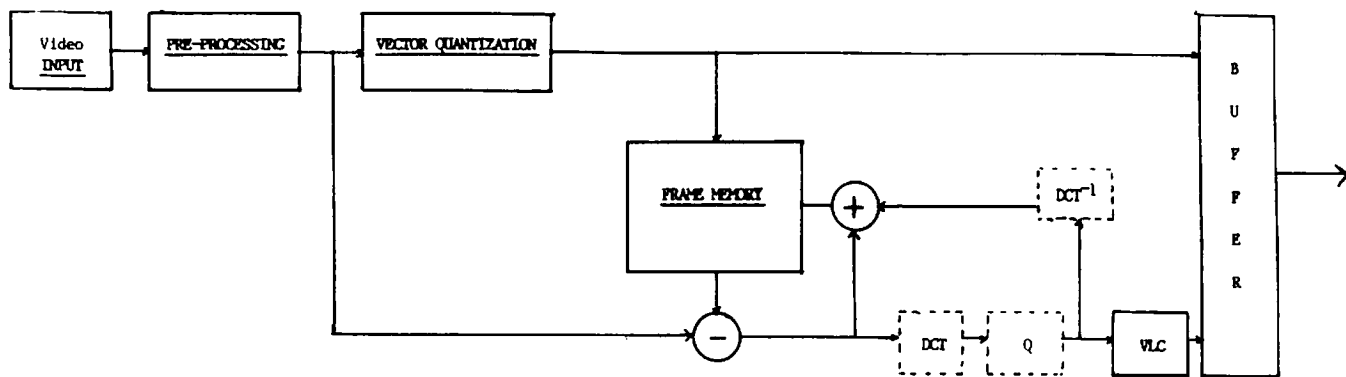 Video
INPUT
PRE-PROCESSING
VECTOR QUANTIZATION
FRAME MEMORY
+
DCT⁻¹
-
DCT
Q
VLC
B
U
F
F
E
R